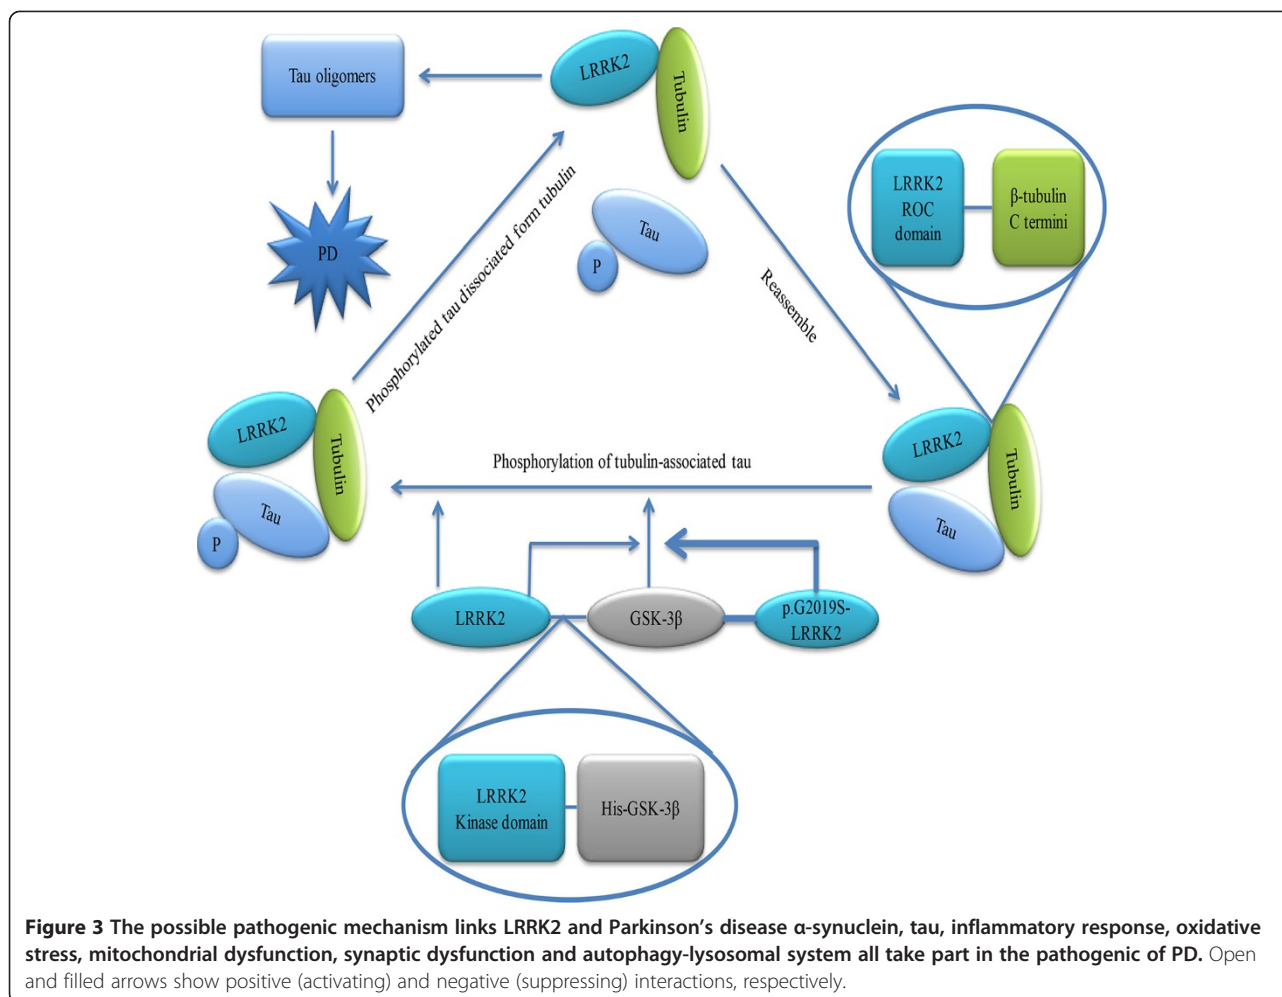 Tau oligomers
LRRK2
Tubulin
PD
Phosphorylated tau dissociated form tubulin
Tau
P
Reassemble
LRRK2
ROC
domain
β-tubulin
C termini
LRRK2
Tubulin
Tau
P
Phosphorylation of tubulin-associated tau
LRRK2
Tubulin
Tau
LRRK2
GSK-3β
p.G2019S-
LRRK2
LRRK2
Kinase domain
His-GSK-3β
Figure 3 The possible pathogenic mechanism links LRRK2 and Parkinson's disease α-synuclein, tau, inflammatory response, oxidative
stress, mitochondrial dysfunction, synaptic dysfunction and autophagy-lysosomal system all take part in the pathogenic of PD. Open
and filled arrows show positive (activating) and negative (suppressing) interactions, respectively.